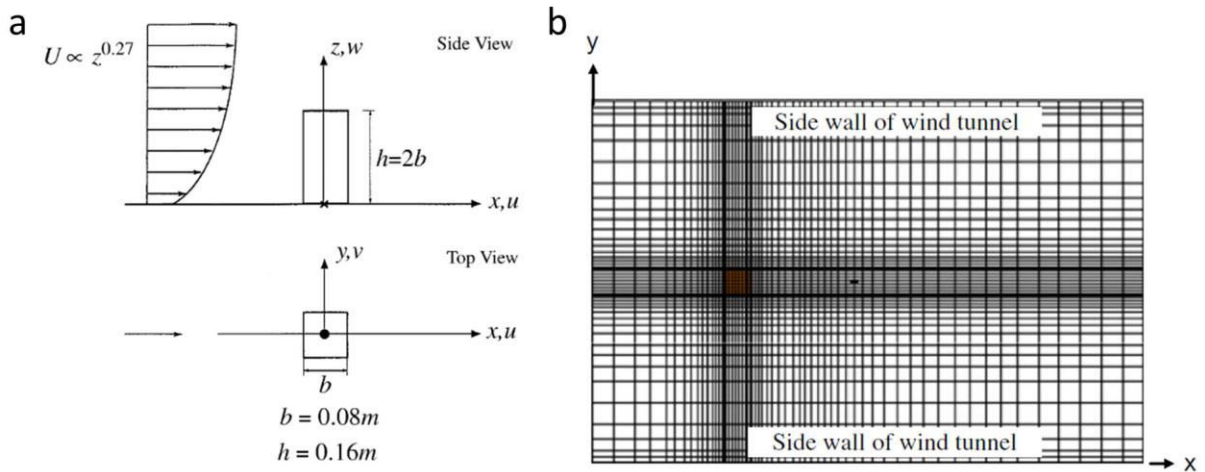 a
U ∝ z^0.27
z,w
Side View
h=2b
x,u
y,v
Top View
x,u
b
b = 0.08m
h = 0.16m
b
y
Side wall of wind tunnel
Side wall of wind tunnel
x